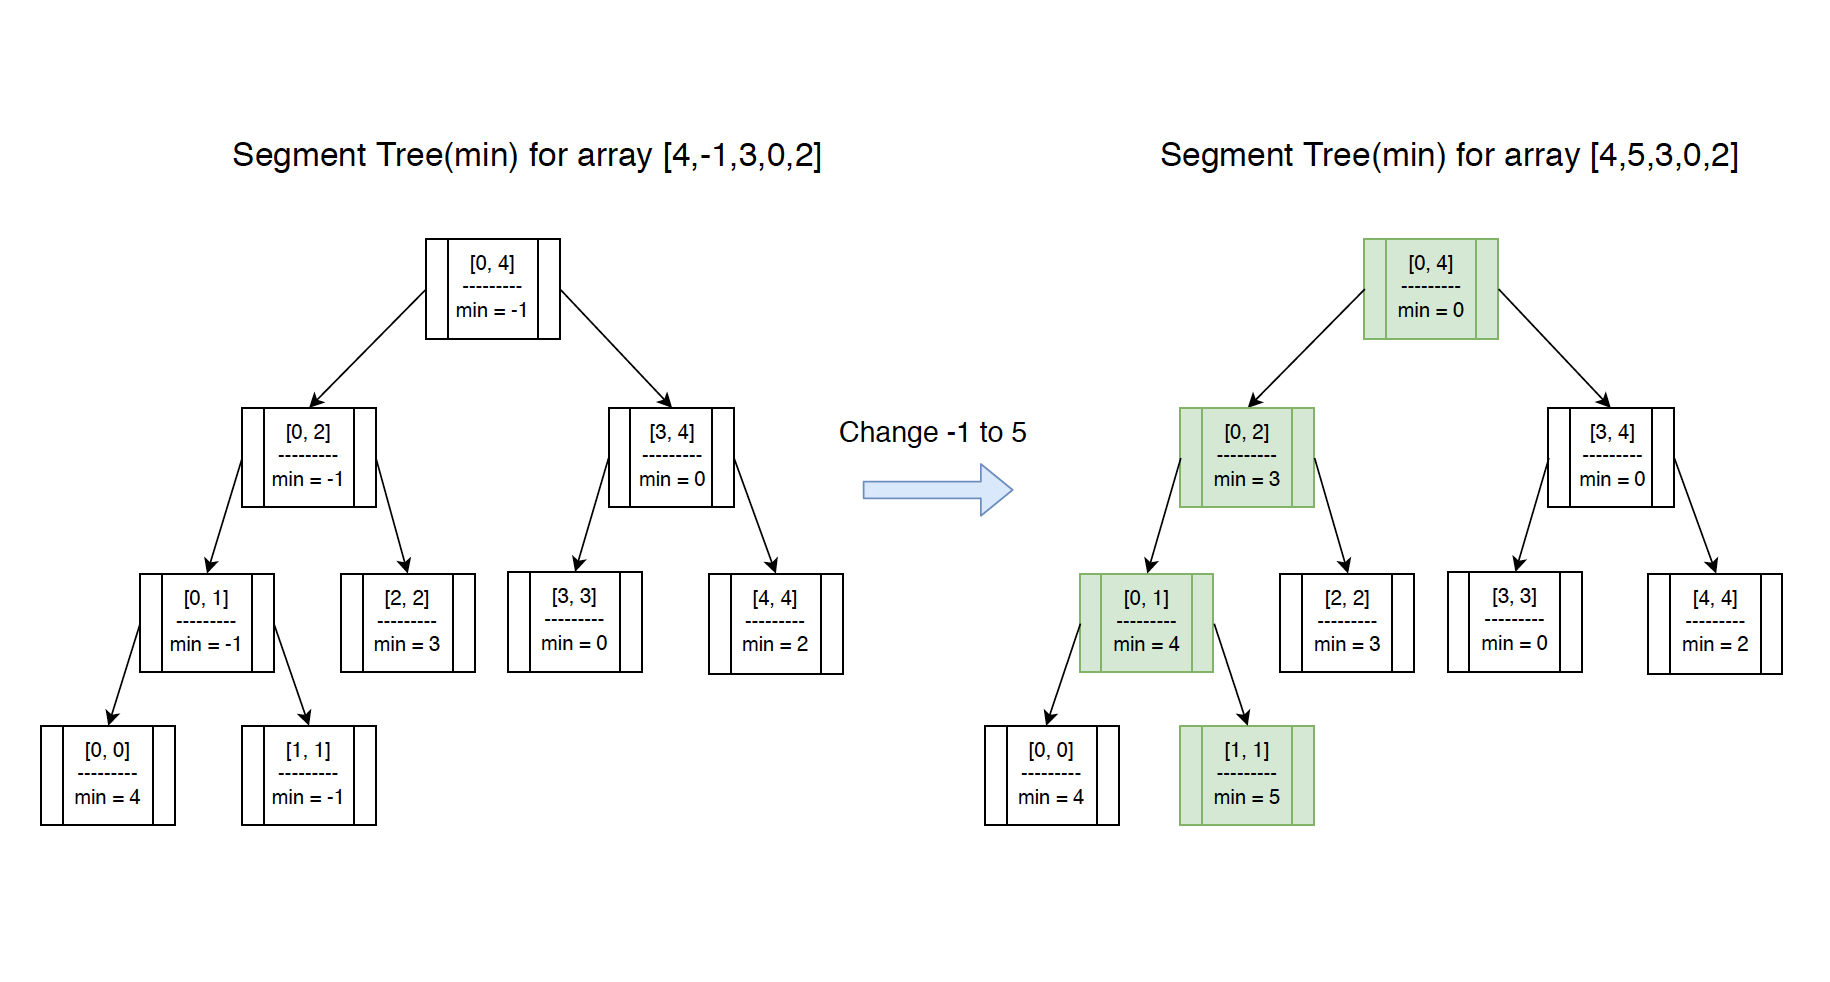 Segment Tree(min) for array [4,-1,3,0,2]
[0, 4]
---------
min = -1
[0, 2]
---------
min = -1
[3, 4]
---------
min = 0
[0, 1]
---------
min = -1
[2, 2]
---------
min = 3
[3, 3]
---------
min = 0
[4, 4]
---------
min = 2
[0, 0]
---------
min = 4
[1, 1]
---------
min = -1
Change -1 to 5
Segment Tree(min) for array [4,5,3,0,2]
[0, 4]
---------
min = 0
[0, 2]
---------
min = 3
[3, 4]
---------
min = 0
[0, 1]
---------
min = 4
[2, 2]
---------
min = 3
[3, 3]
---------
min = 0
[4, 4]
---------
min = 2
[0, 0]
---------
min = 4
[1, 1]
---------
min = 5